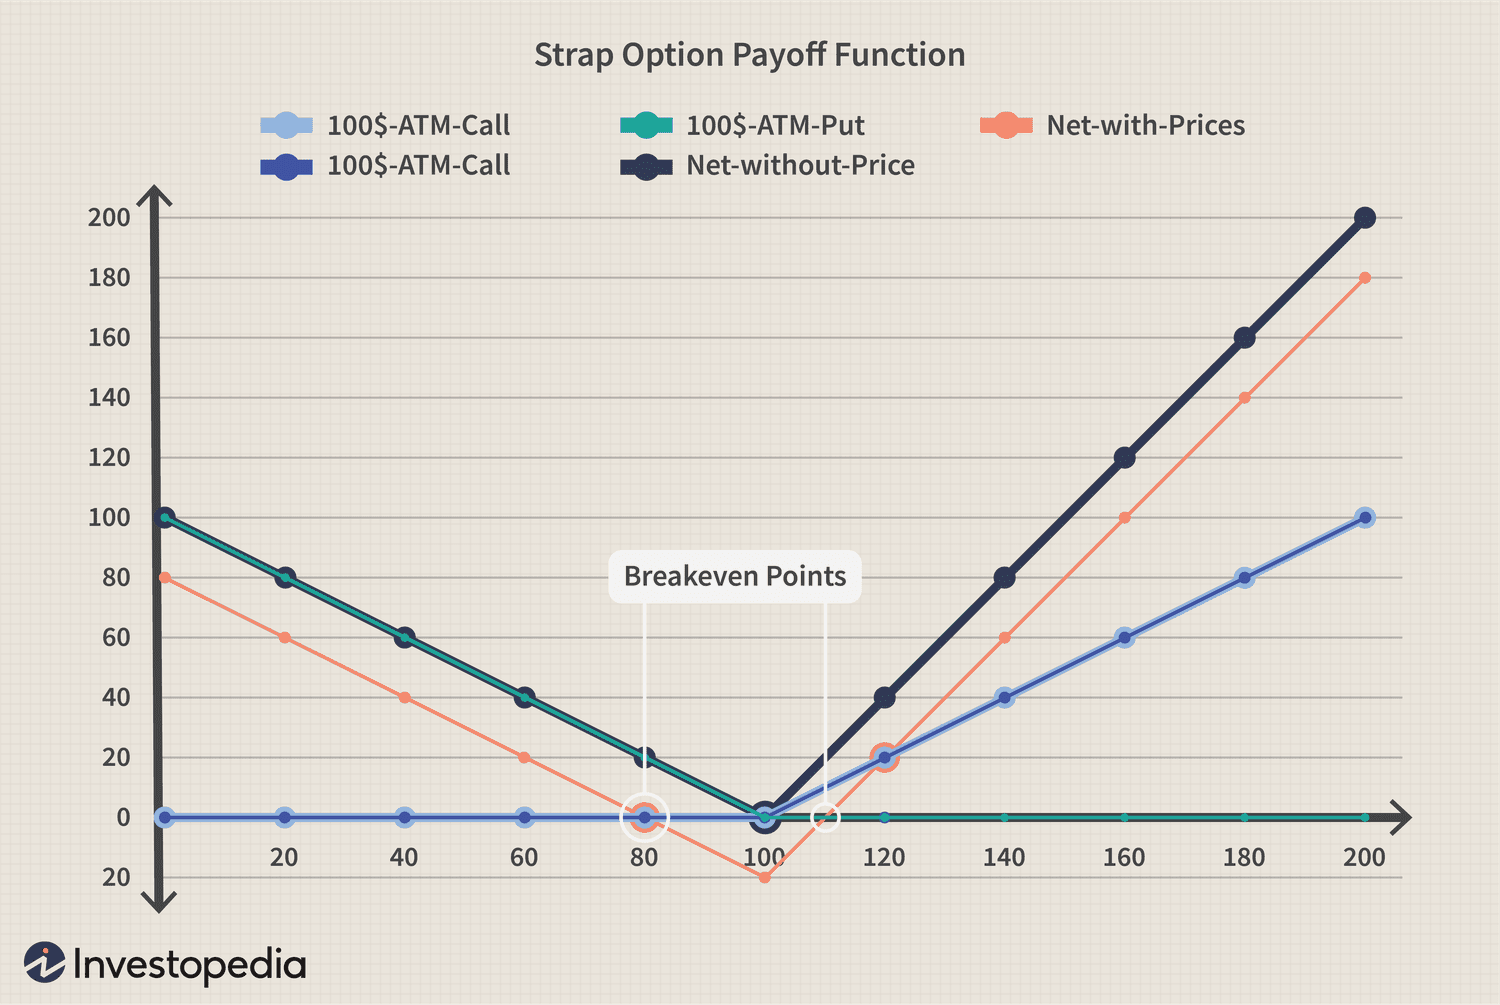 Strap Option Payoff Function
100$-ATM-Call
100$-ATM-Put
Net-with-Prices
100$-ATM-Call
Net-without-Price
200
180
160
140
120
100
80
Breakeven Points
60
40
20
0
20 40 60 80 100 120 140 160 180 200
20
Investopedia